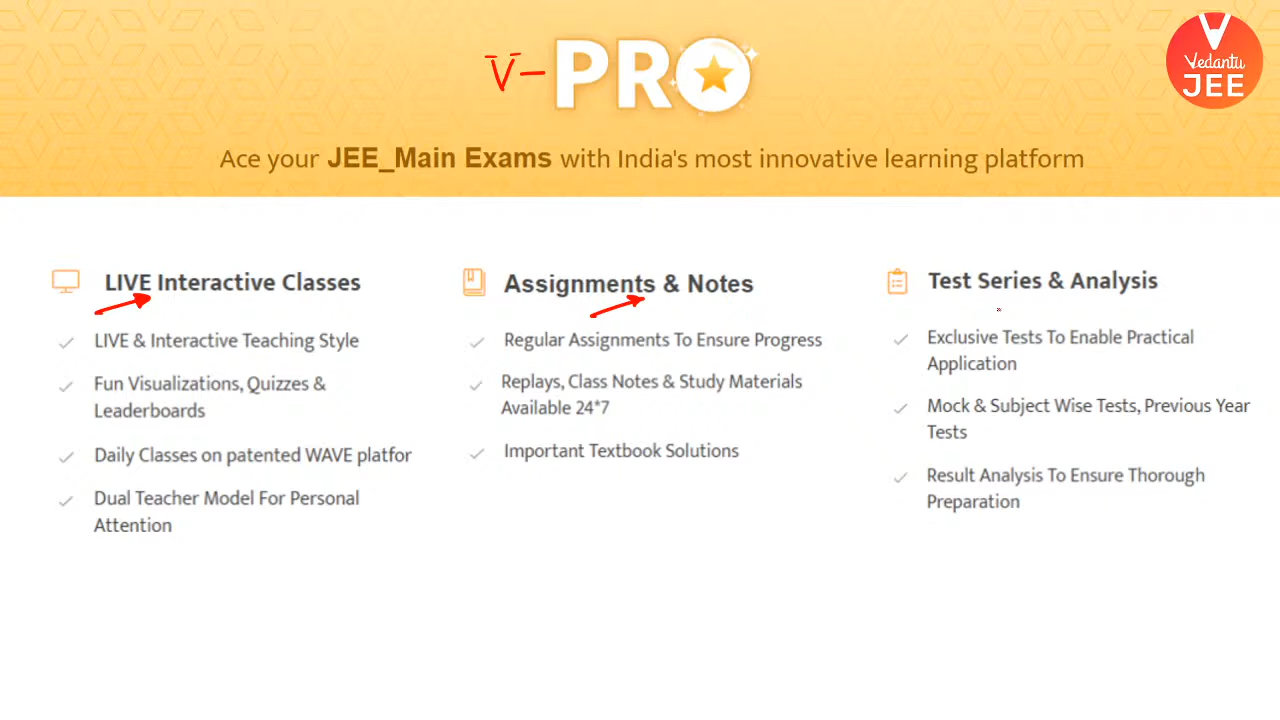 V-PRO
Vedantu
JEE
Ace your JEE_Main Exams with India's most innovative learning platform
LIVE Interactive Classes
LIVE & Interactive Teaching Style
Fun Visualizations, Quizzes &
Leaderboards
Daily Classes on patented WAVE platfor
Dual Teacher Model For Personal
Attention
Assignments & Notes
Regular Assignments To Ensure Progress
Replays, Class Notes & Study Materials
Available 24*7
Important Textbook Solutions
Test Series & Analysis
Exclusive Tests To Enable Practical
Application
Mock & Subject Wise Tests, Previous Year
Tests
Result Analysis To Ensure Thorough
Preparation